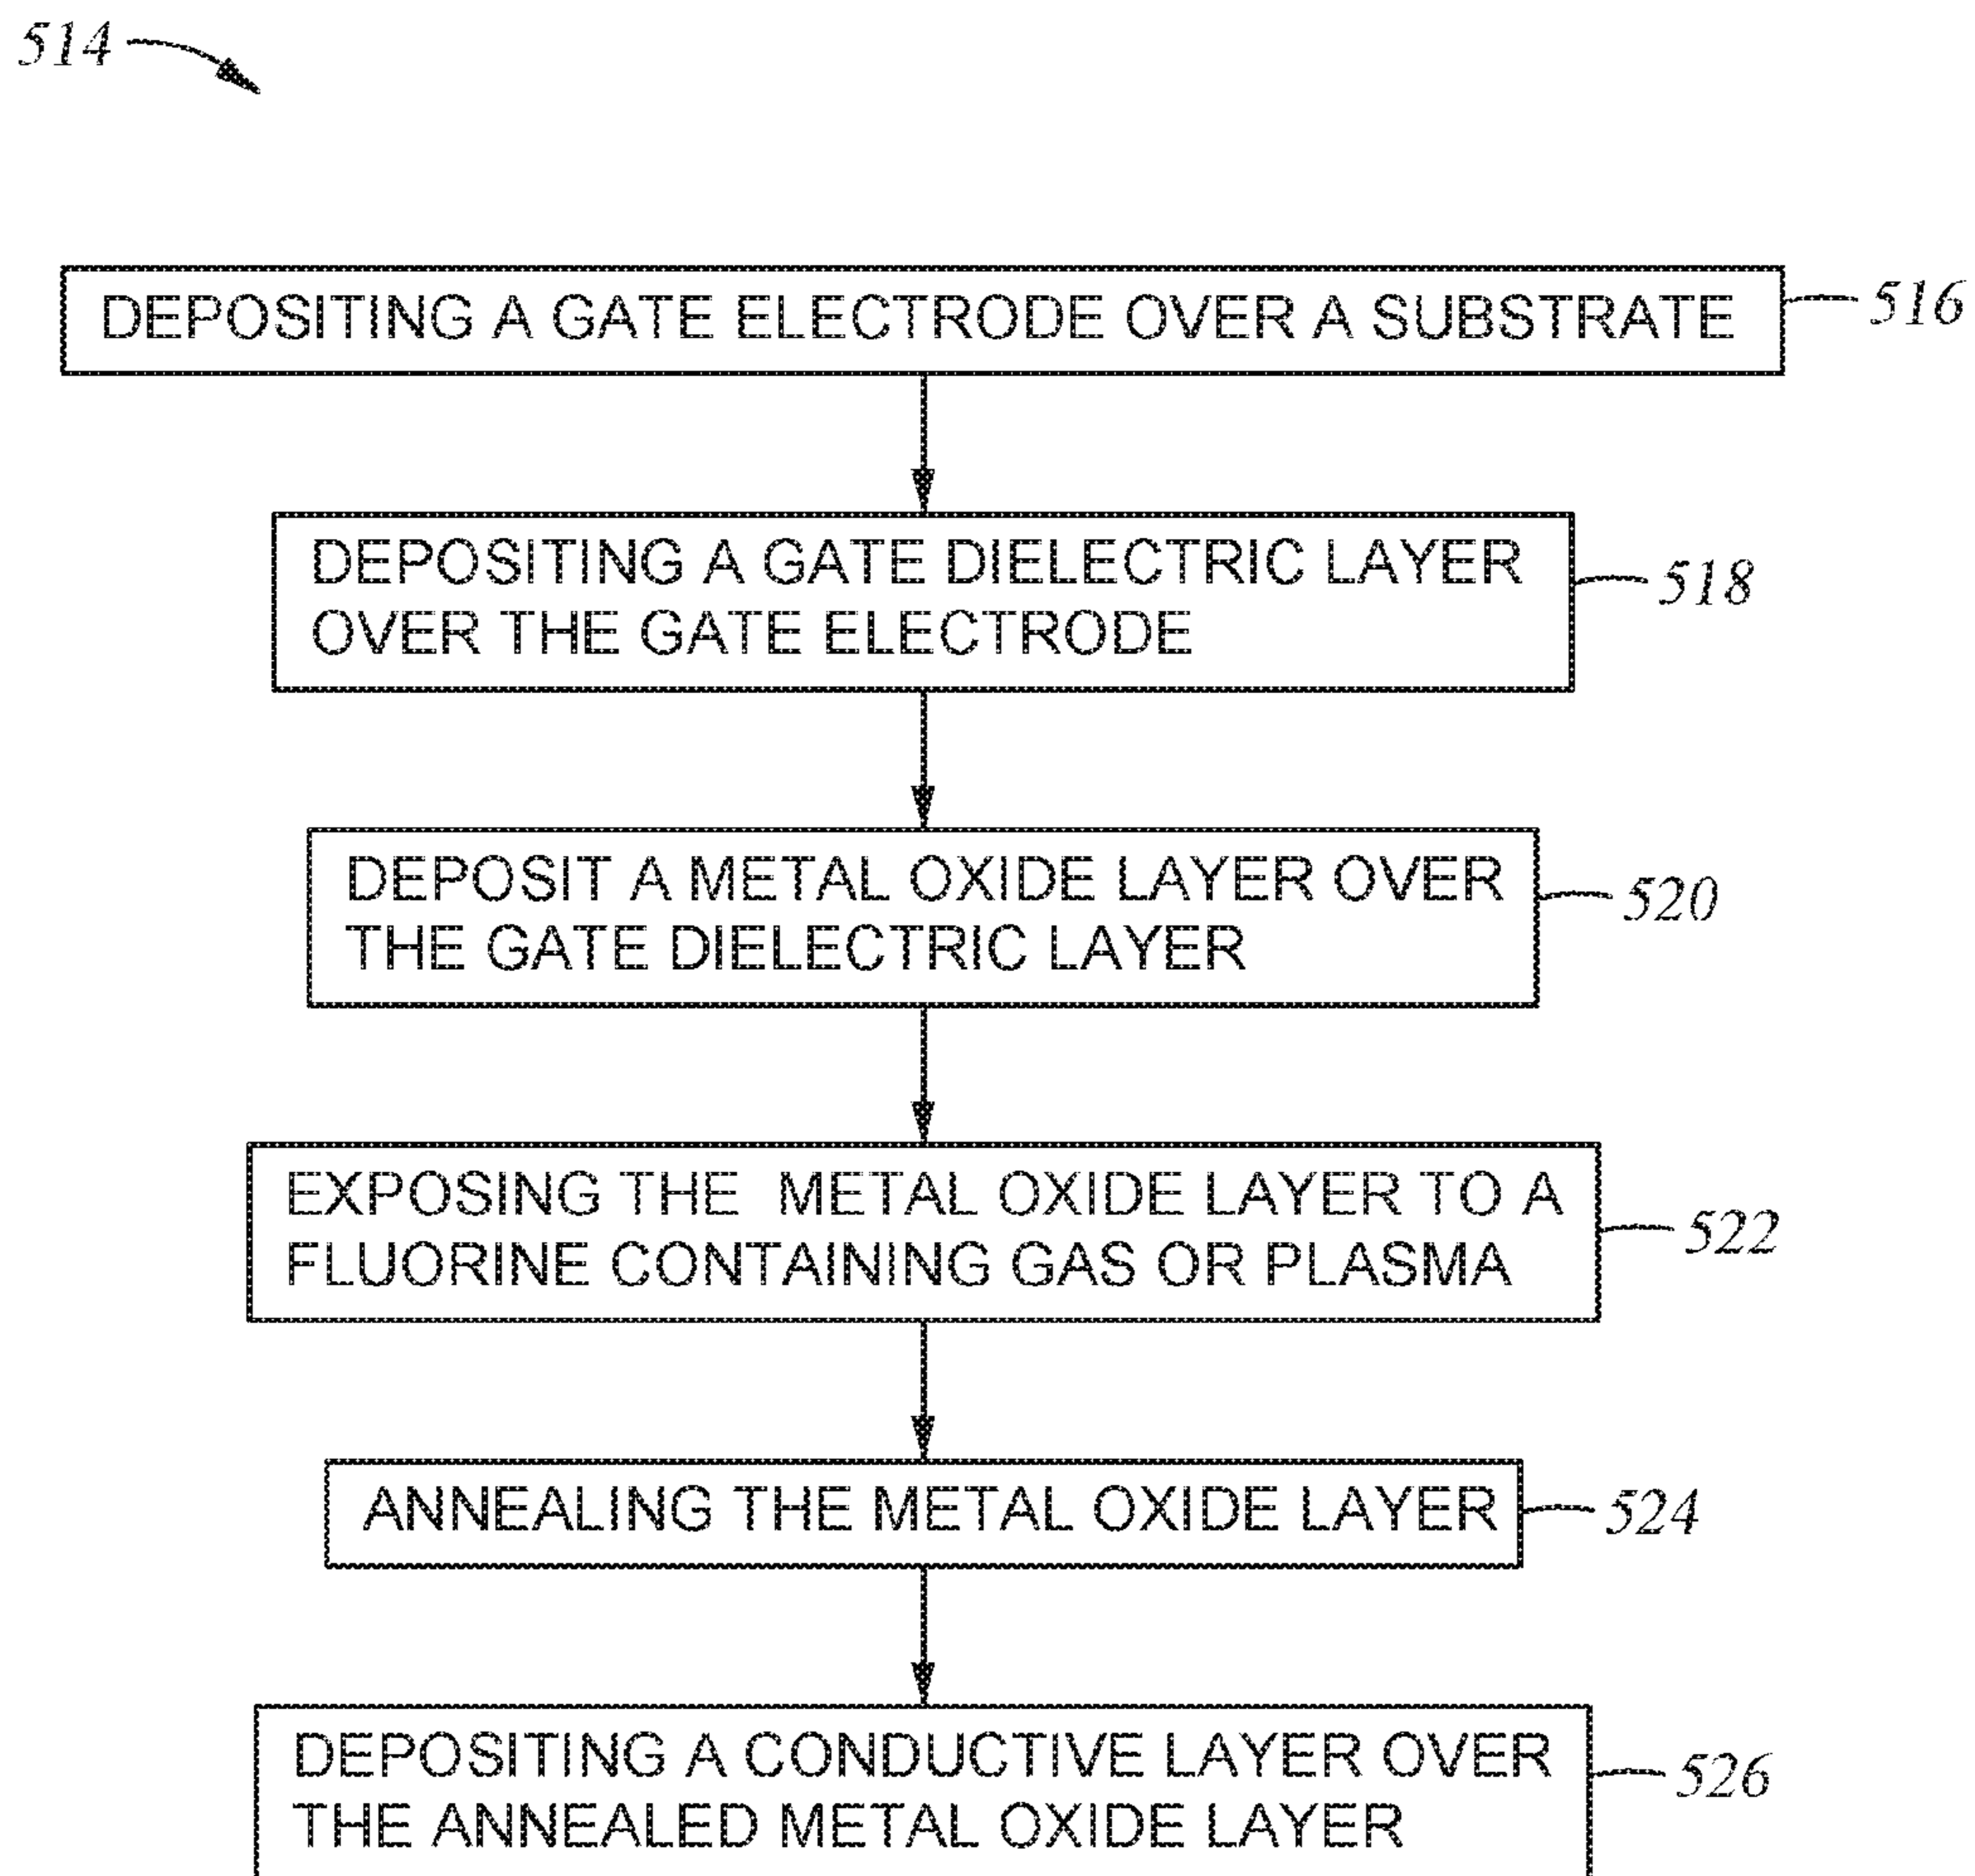 514
DEPOSITING A GATE ELECTRODE OVER A SUBSTRATE
516
DEPOSITING A GATE DIELECTRIC LAYER
OVER THE GATE ELECTRODE
518
DEPOSIT A METAL OXIDE LAYER OVER
THE GATE DIELECTRIC LAYER
520
EXPOSING THE METAL OXIDE LAYER TO A
FLUORINE CONTAINING GAS OR PLASMA
522
ANNEALING THE METAL OXIDE LAYER
524
DEPOSITING A CONDUCTIVE LAYER OVER
THE ANNEALED METAL OXIDE LAYER
526